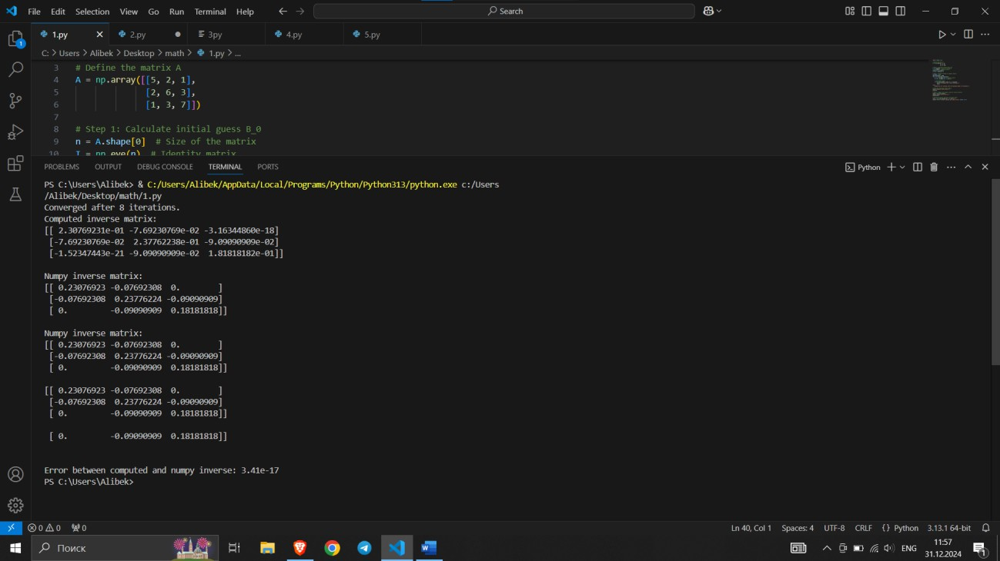 File Edit Selection View Go Run Terminal Help
Search
1.py 2.py 3py 4.py 5.py
C: > Users > Alibek > Desktop > math > 1.py > ...
3 # Define the matrix A
4 A = np.array([[5, 2, 1],
5 [2, 6, 3],
6 [1, 3, 7]])
7
8 # Step 1: Calculate initial guess B_0
9 n = A.shape[0] # Size of the matrix
10 I = np.eye(n) # Identity matrix
PROBLEMS OUTPUT DEBUG CONSOLE TERMINAL PORTS
Python
PS C:\Users\Alibek> & C:/Users/Alibek/AppData/Local/Programs/Python/Python313/python.exe c:/Users
/Alibek/Desktop/math/1.py
Converged after 8 iterations.
Computed inverse matrix:
[[ 2.30769231e-01 -7.69230769e-02 -3.16344860e-18]
[-7.69230769e-02 2.37762238e-01 -9.09090909e-02]
[-1.52347443e-21 -9.09090909e-02 1.81818182e-01]]
Numpy inverse matrix:
[[ 0.23076923 -0.07692308 0. ]
[-0.07692308 0.23776224 -0.09090909]
[ 0. -0.09090909 0.18181818]]
Numpy inverse matrix:
[[ 0.23076923 -0.07692308 0. ]
[-0.07692308 0.23776224 -0.09090909]
[ 0. -0.09090909 0.18181818]]
[[ 0.23076923 -0.07692308 0. ]
[-0.07692308 0.23776224 -0.09090909]
[ 0. -0.09090909 0.18181818]]
[ 0. -0.09090909 0.18181818]]
Error between computed and numpy inverse: 3.41e-17
PS C:\Users\Alibek>
1
0 0 0
Ln 40, Col 1 Spaces: 4 UTF-8 CRLF {} Python 3.13.1 64-bit
Поиск
ENG
11:57
31.12.2024
1